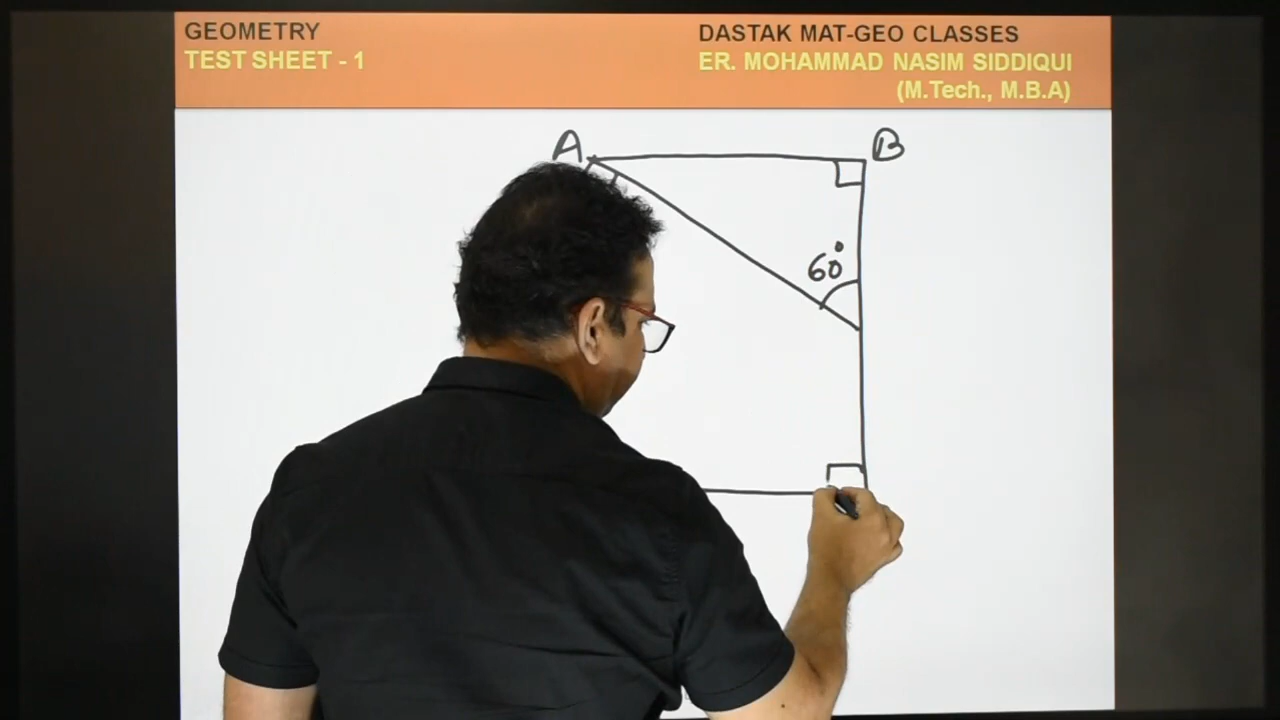 GEOMETRY
TEST SHEET - 1
DASTAK MAT-GEO CLASSES
ER. MOHAMMAD NASIM SIDDIQUI
(M.Tech., M.B.A)
A
B
60°